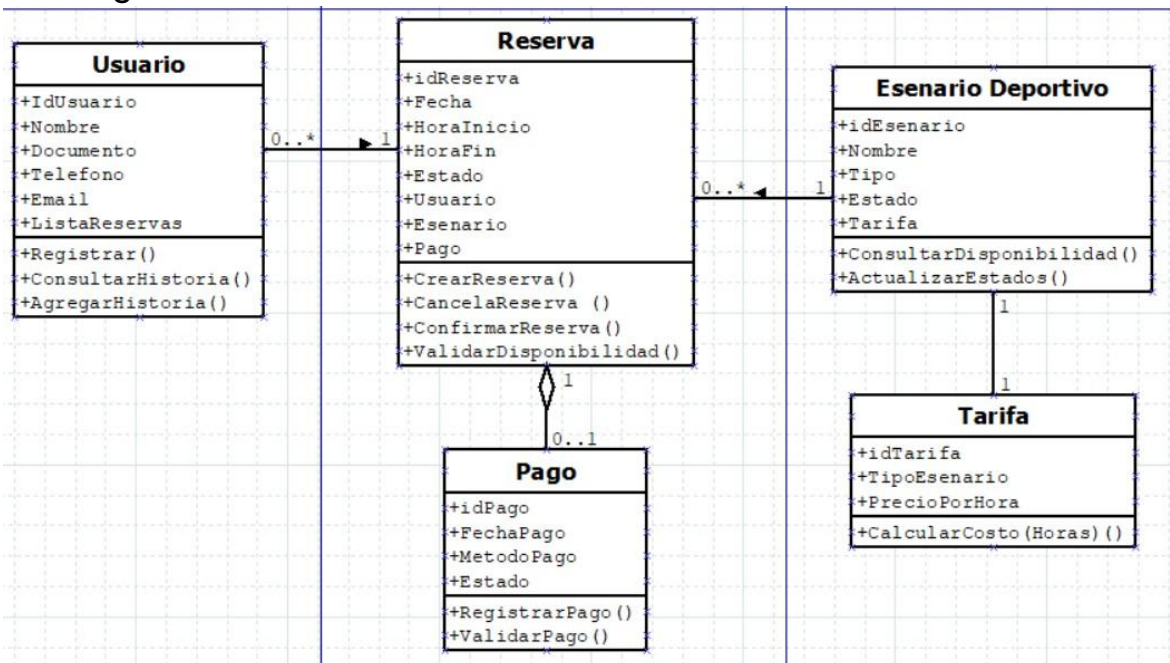 Usuario
+IdUsuario
+Nombre
+Documento
+Telefono
+Email
+ListaReservas
+Registrar()
+ConsultarHistoria()
+AgregarHistoria()
0..*
1
Reserva
+idReserva
+Fecha
+HoraInicio
+HoraFin
+Estado
+Usuario
+Esenario
+Pago
+CrearReserva()
+CancelaReserva ()
+ConfirmarReserva()
+ValidarDisponibilidad()
0..*
1
Esenario Deportivo
+idEsenario
+Nombre
+Tipo
+Estado
+Tarifa
+ConsultarDisponibilidad()
+ActualizarEstados()
1
1
Tarifa
+idTarifa
+TipoEsenario
+PrecioPorHora
+CalcularCosto(Horas)()
1
0..1
Pago
+idPago
+FechaPago
+MetodoPago
+Estado
+RegistrarPago()
+ValidarPago()